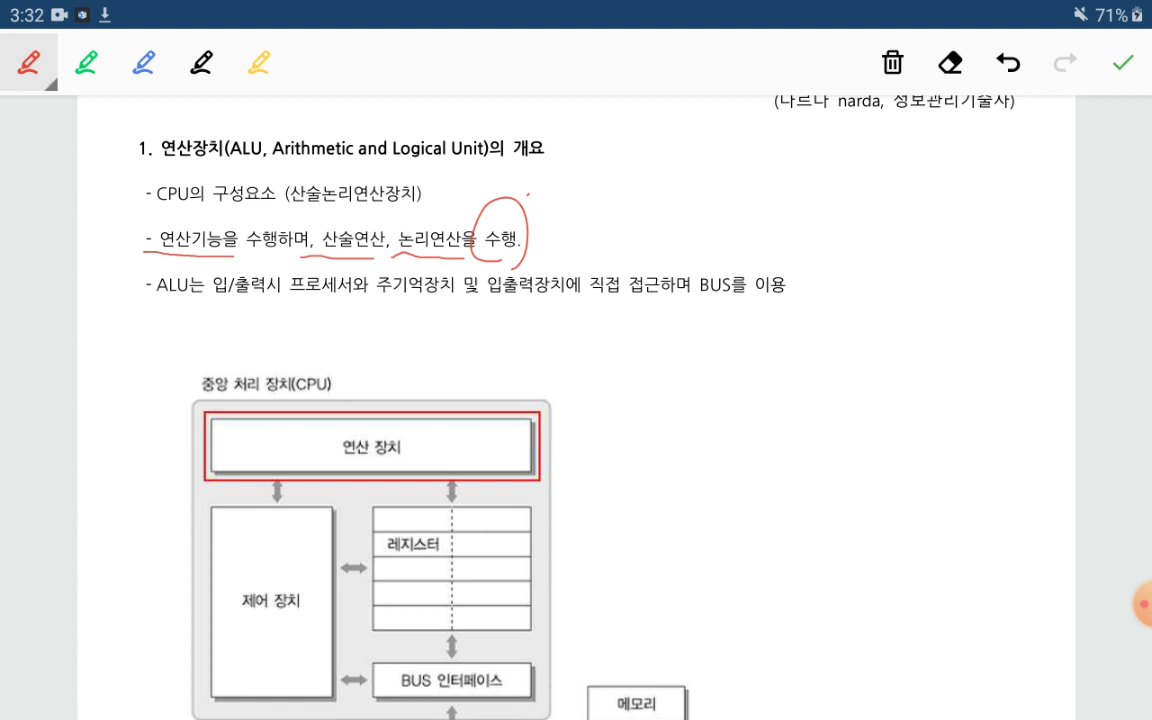 3:32
71%
(나르다 narda, 정보관리기술사)
1. 연산장치(ALU, Arithmetic and Logical Unit)의 개요
- CPU의 구성요소 (산술논리연산장치)
- 연산기능을 수행하며, 산술연산, 논리연산을 수행.
- ALU는 입/출력시 프로세서와 주기억장치 및 입출력장치에 직접 접근하며 BUS를 이용
중앙 처리 장치(CPU)
연산 장치
레지스터
제어 장치
BUS 인터페이스
메모리